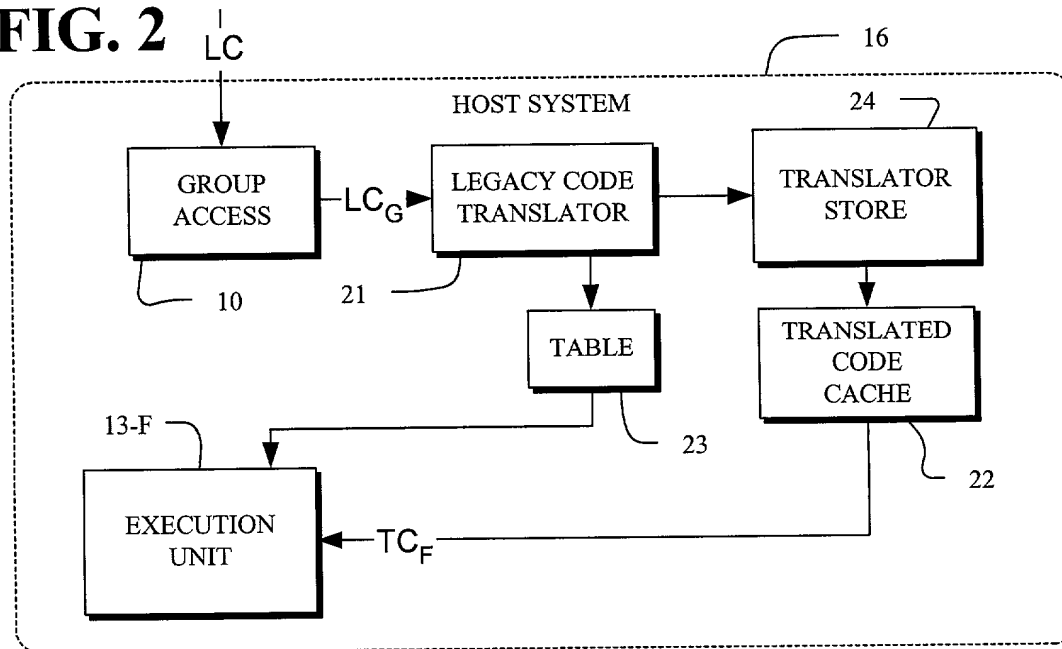 FIG. 2
LC
16
HOST SYSTEM
24
GROUP
ACCESS
LCG
LEGACY CODE
TRANSLATOR
TRANSLATOR
STORE
10
21
TABLE
TRANSLATED
CODE
CACHE
13-F
23
22
EXECUTION
UNIT
TCF